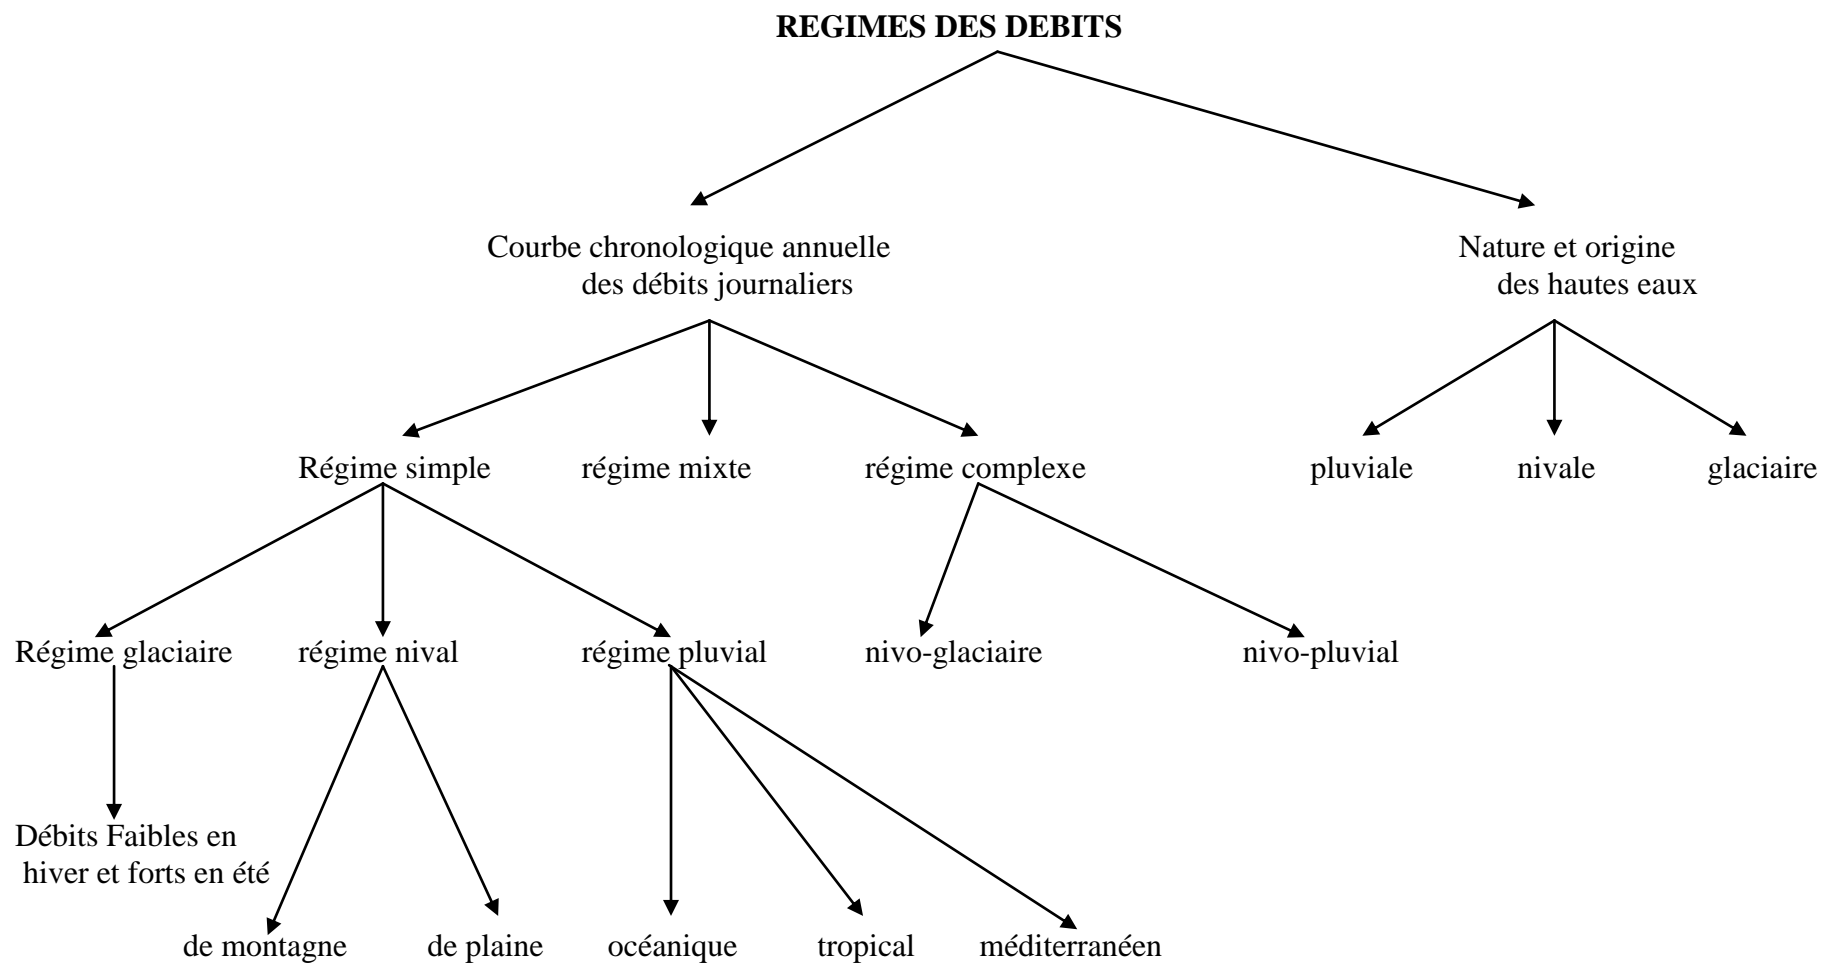 REGIMES DES DEBITS
Courbe chronologique annuelle
des débits journaliers
Nature et origine
des hautes eaux
Régime simple
régime mixte
régime complexe
pluviale
nivale
glaciaire
Régime glaciaire
régime nival
régime pluvial
nivo-glaciaire
nivo-pluvial
Débits Faibles en
hiver et forts en été
de montagne
de plaine
océanique
tropical
méditerranéen